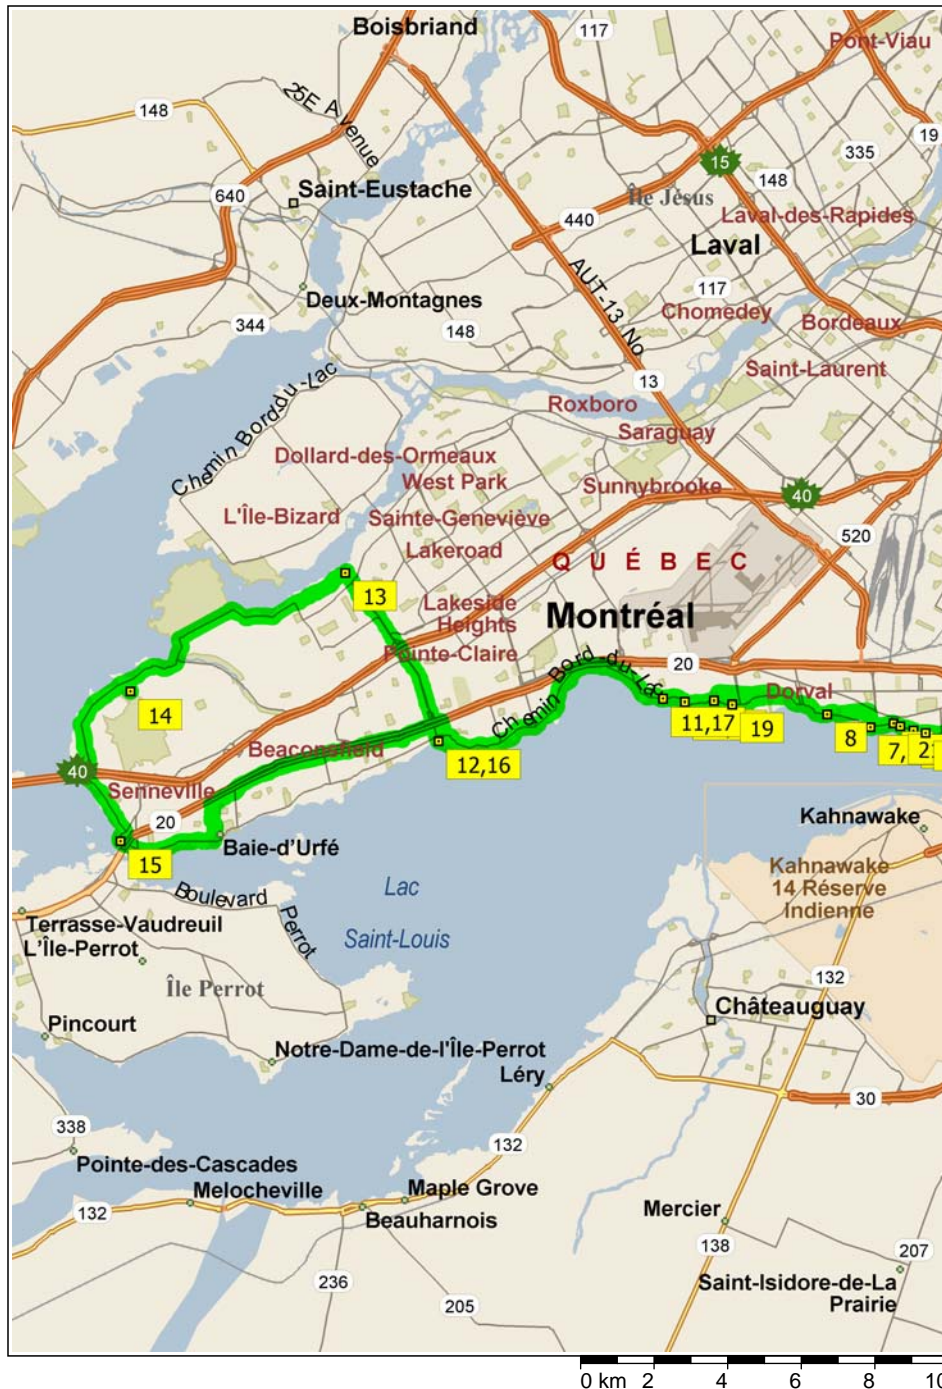 Boisbriand
117
Pont-Viau
25E Avenue
148
19
335
15
640
148
Saint-Eustache
Île Jésus
440
Laval-des-Rapides
Laval
AUT-13 No
117
Deux-Montagnes
Chomedey
Bordeaux
344
148
Saint-Laurent
13
Chemin Bord-du-Lac
Roxboro
Saraguay
Dollard-des-Ormeaux
West Park
Sunnybrooke
40
L'Île-Bizard
Sainte-Geneviève
520
Lakeroad
QUÉBEC
13
Lakeside
Heights
Montréal
Pointe-Claire
20
Chemin Bord-du-Lac
Dorval
14
11,17
19
8
7,
2
Beaconsfield
12,16
40
Senneville
20
Kahnawake
Baie-d'Urfé
15
Kahnawake
14 Réserve
Indienne
Lac
Saint-Louis
Boulevard Perrot
Terrasse-Vaudreuil
L'Île-Perrot
132
Île Perrot
Châteauguay
Pincourt
Notre-Dame-de-l'Île-Perrot
Léry
30
338
132
Pointe-des-Cascades
Melocheville
Maple Grove
132
Beauharnois
Mercier
138
207
236
205
Saint-Isidore-de-La
Prairie
0 km 2 4 6 8 10